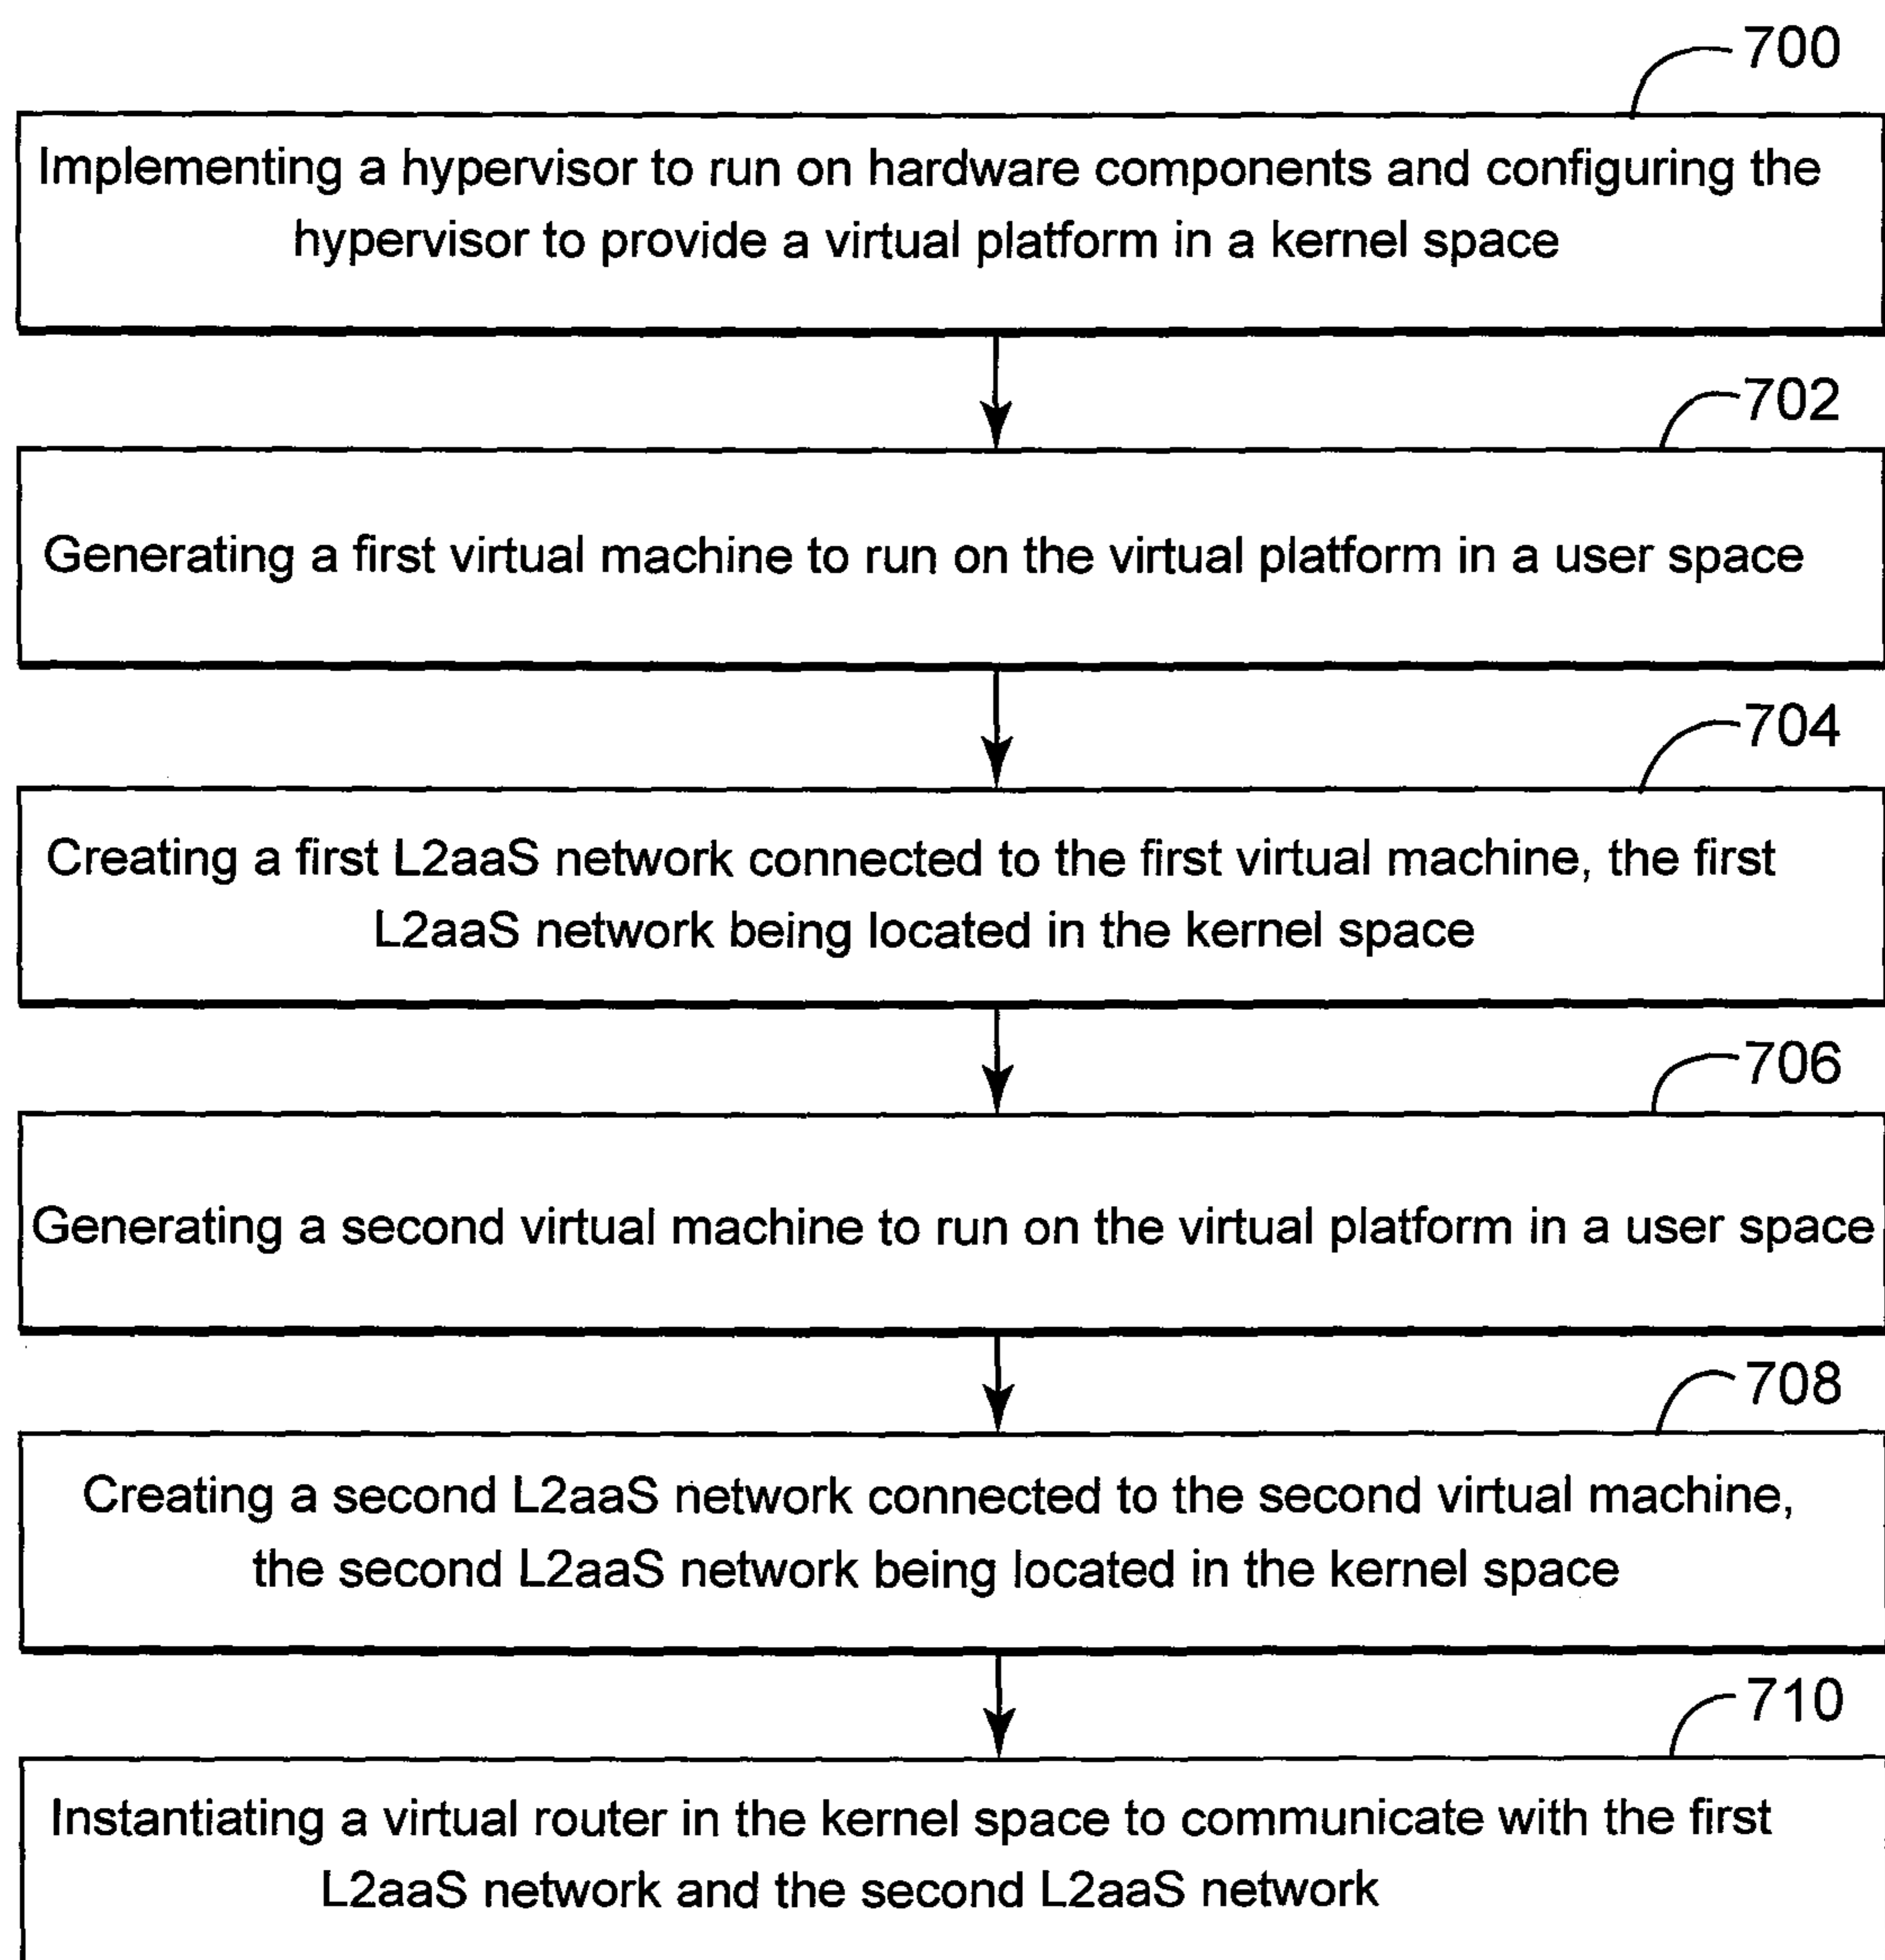 700
Implementing a hypervisor to run on hardware components and configuring the
hypervisor to provide a virtual platform in a kernel space
702
Generating a first virtual machine to run on the virtual platform in a user space
704
Creating a first L2aaS network connected to the first virtual machine, the first
L2aaS network being located in the kernel space
706
Generating a second virtual machine to run on the virtual platform in a user space
708
Creating a second L2aaS network connected to the second virtual machine,
the second L2aaS network being located in the kernel space
710
Instantiating a virtual router in the kernel space to communicate with the first
L2aaS network and the second L2aaS network